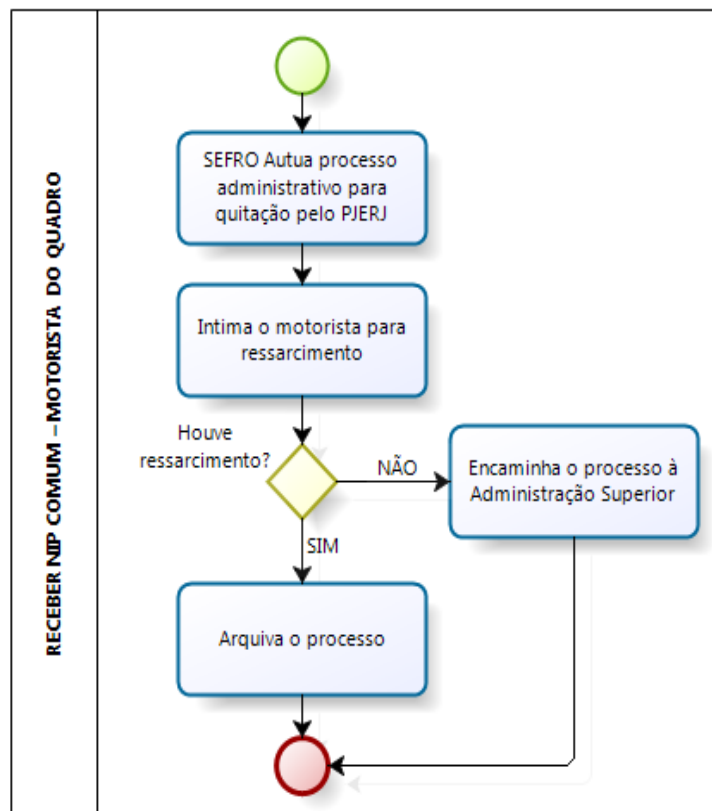 RECEBER NIP COMUM – MOTORISTA DO QUADRO
SEFRO Autua processo
administrativo para
quitação pelo PJERJ
Intima o motorista para
ressarcimento
Houve
ressarcimento?
NÃO
Encaminha o processo à
Administração Superior
SIM
Arquiva o processo